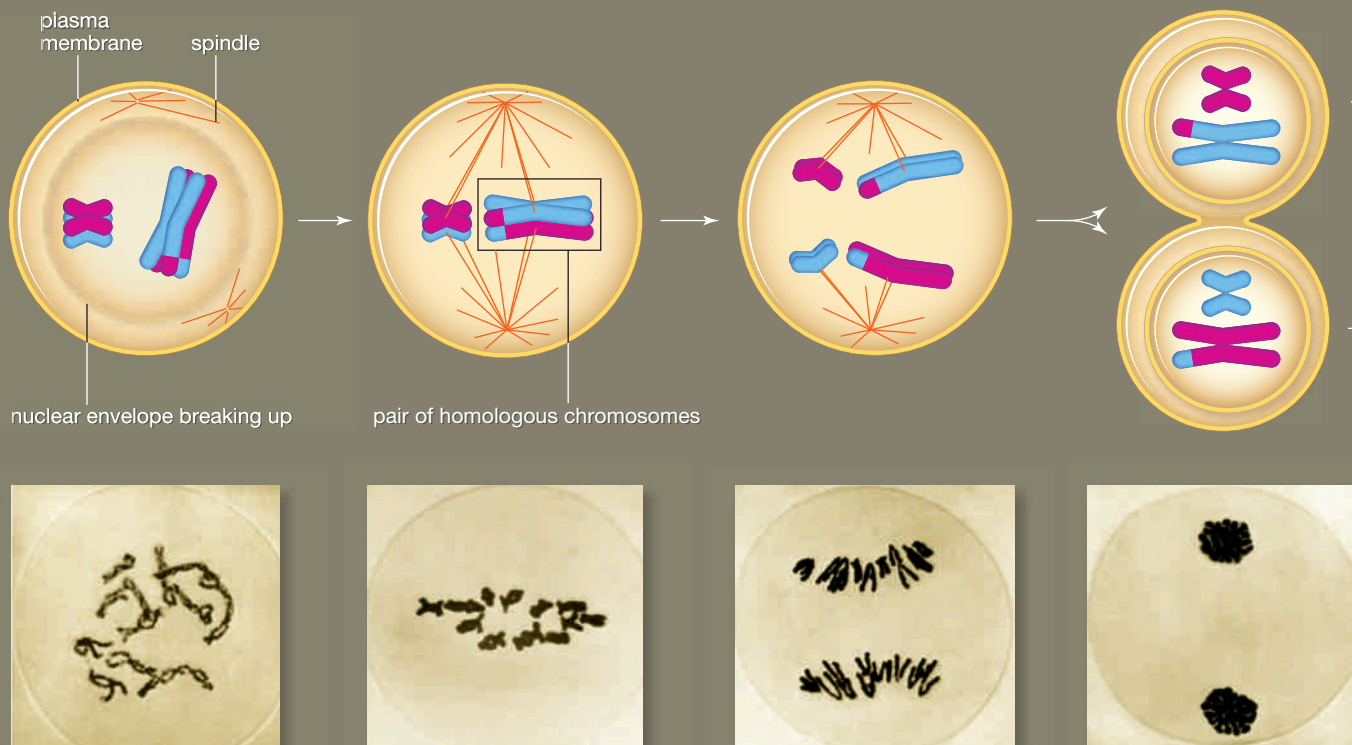 plasma
membrane
spindle
nuclear envelope breaking up
pair of homologous chromosomes